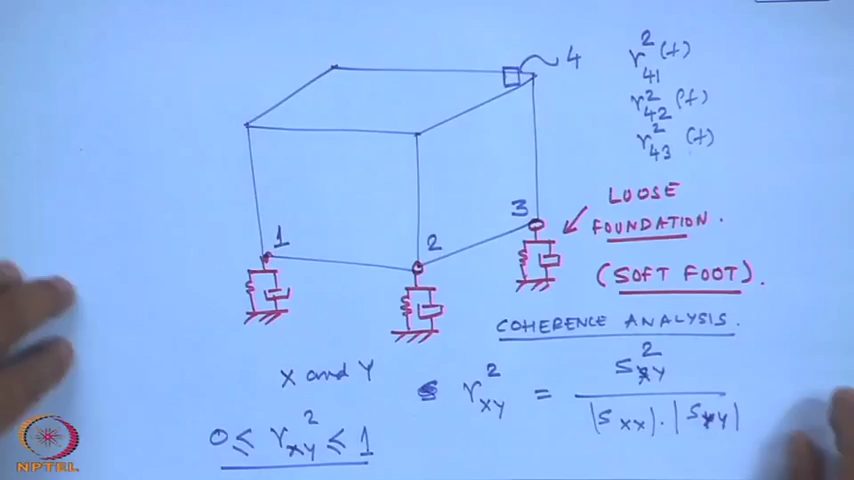 4
γ²₄₁(f)
γ²₄₂(f)
γ²₄₃(f)
LOOSE
FOUNDATION.
(SOFT FOOT).
1
2
3
COHERENCE ANALYSIS.
X and Y
γ²xy = S²xy / |Sxx|.|Syy|
0 ≤ γxy² ≤ 1
NPTEL